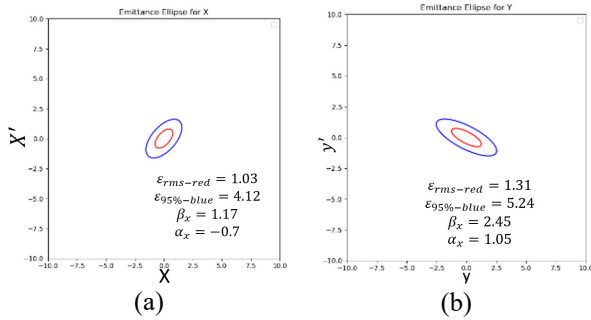 Emittance Ellipse for X
10.0
7.5
5.0
2.5
0.0
−2.5
−5.0
−7.5
−10.0
X′
ε_rms−red = 1.03
ε_95%−blue = 4.12
β_x = 1.17
α_x = −0.7
−10.0 −7.5 −5.0 −2.5 0.0 2.5 5.0 7.5 10.0
X
(a)
Emittance Ellipse for Y
10.0
7.5
5.0
2.5
0.0
−2.5
−5.0
−7.5
−10.0
y′
ε_rms−red = 1.31
ε_95%−blue = 5.24
β_x = 2.45
α_x = 1.05
−10.0 −7.5 −5.0 −2.5 0.0 2.5 5.0 7.5 10.0
y
(b)